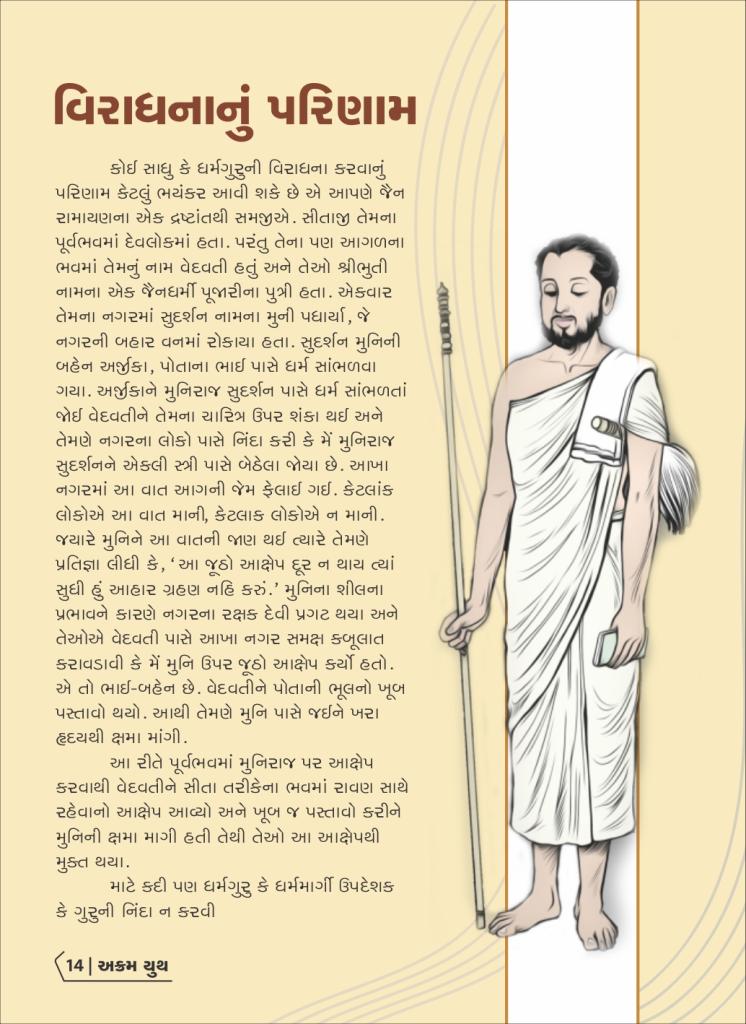 વિરાધનાનું પરિણામ
કોઈ સાધુ કે ધર્મગુરુની વિરાધના કરવાનું
પરિણામ કેટલું ભયંકર આવી શકે છે એ આપણે જૈન
રામાયણના એક દ્રષ્ટાંતથી સમજીએ. સીતાજી તેમના
પૂર્વભવમાં દેવલોકમાં હતા. પરંતુ તેના પણ આગળના
ભવમાં તેમનું નામ વેદવતી હતું અને તેઓ શ્રીભુતી
નામના એક જૈનધર્મી પૂજારીના પુત્રી હતા. એકવાર
તેમના નગરમાં સુદર્શન નામના મુની પધાર્યા, જે
નગરની બહાર વનમાં રોકાયા હતા. સુદર્શન મુનિની
બહેન અર્જીકા, પોતાના ભાઈ પાસે ધર્મ સાંભળવા
ગયા. અર્જીકાને મુનિરાજ સુદર્શન પાસે ધર્મ સાંભળતાં
જોઈ વેદવતીને તેમના ચારિત્ર ઉપર શંકા થઈ અને
તેમણે નગરના લોકો પાસે નિંદા કરી કે મેં મુનિરાજ
સુદર્શનને એકલી સ્ત્રી પાસે બેઠેલા જોયા છે. આખા
નગરમાં આ વાત આગની જેમ ફેલાઈ ગઈ. કેટલાંક
લોકોએ આ વાત માની, કેટલાક લોકોએ ન માની.
જયારે મુનિને આ વાતની જાણ થઈ ત્યારે તેમણે
પ્રતિજ્ઞા લીધી કે, ‘આ જૂઠો આક્ષેપ દૂર ન થાય ત્યાં
સુધી હું આહાર ગ્રહણ નહિ કરું.’ મુનિના શીલના
પ્રભાવને કારણે નગરના રક્ષક દેવી પ્રગટ થયા અને
તેઓએ વેદવતી પાસે આખા નગર સમક્ષ કબૂલાત
કરાવડાવી કે મેં મુનિ ઉપર જૂઠો આક્ષેપ કર્યો હતો.
એ તો ભાઈ-બહેન છે. વેદવતીને પોતાની ભૂલનો ખૂબ
પસ્તાવો થયો. આથી તેમણે મુનિ પાસે જઈને ખરા
હૃદયથી ક્ષમા માંગી.
આ રીતે પૂર્વભવમાં મુનિરાજ પર આક્ષેપ
કરવાથી વેદવતીને સીતા તરીકેના ભવમાં રાવણ સાથે
રહેવાનો આક્ષેપ આવ્યો અને ખૂબ જ પસ્તાવો કરીને
મુનિની ક્ષમા માગી હતી તેથી તેઓ આ આક્ષેપથી
મુક્ત થયા.
માટે કદી પણ ધર્મગુરુ કે ધર્મમાર્ગી ઉપદેશક
કે ગુરુની નિંદા ન કરવી
14 | અક્રમ યુથ